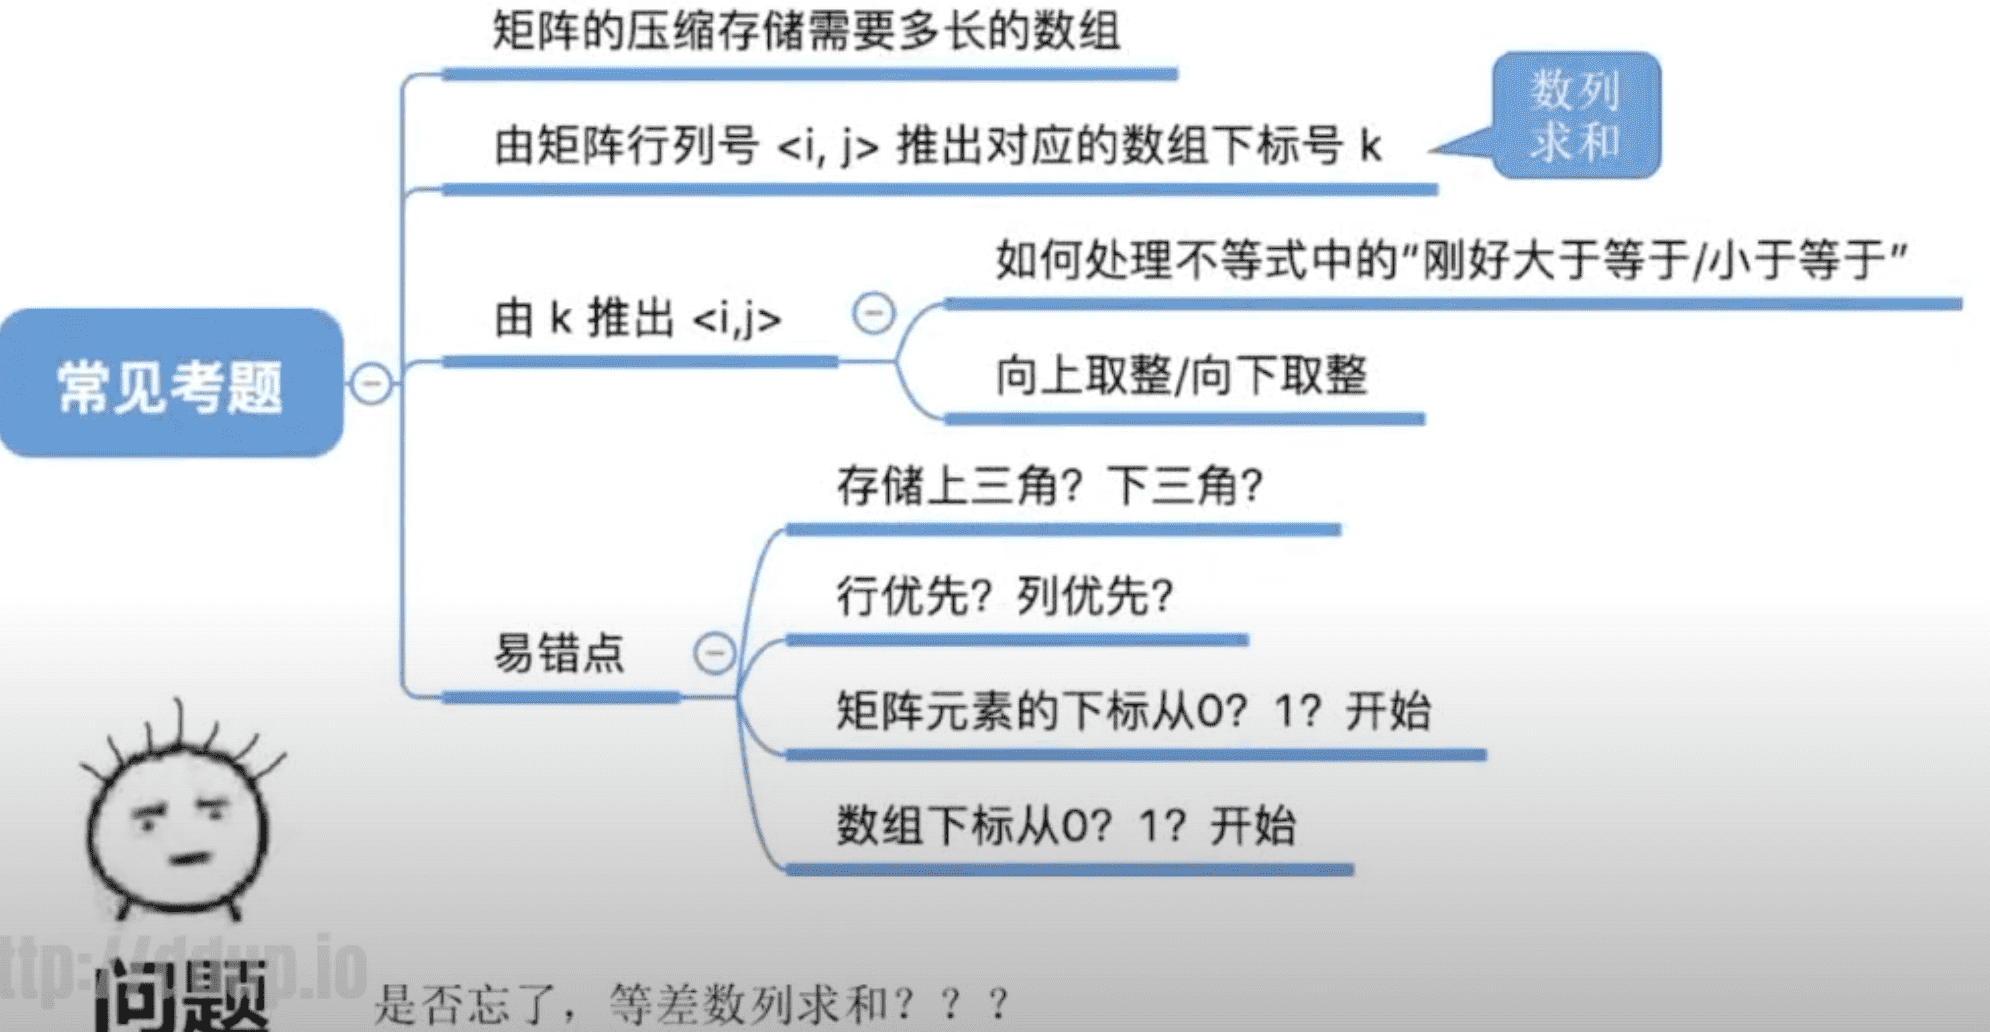 矩阵的压缩存储需要多长的数组
数列
求和
由矩阵行列号 <i, j> 推出对应的数组下标号 k
如何处理不等式中的“刚好大于等于/小于等于”
由 k 推出 <i,j>
向上取整/向下取整
常见考题
存储上三角？下三角？
行优先？列优先？
易错点
矩阵元素的下标从0？1？开始
数组下标从0？1？开始
ttp://ddup.io
问题
是否忘了，等差数列求和？？？